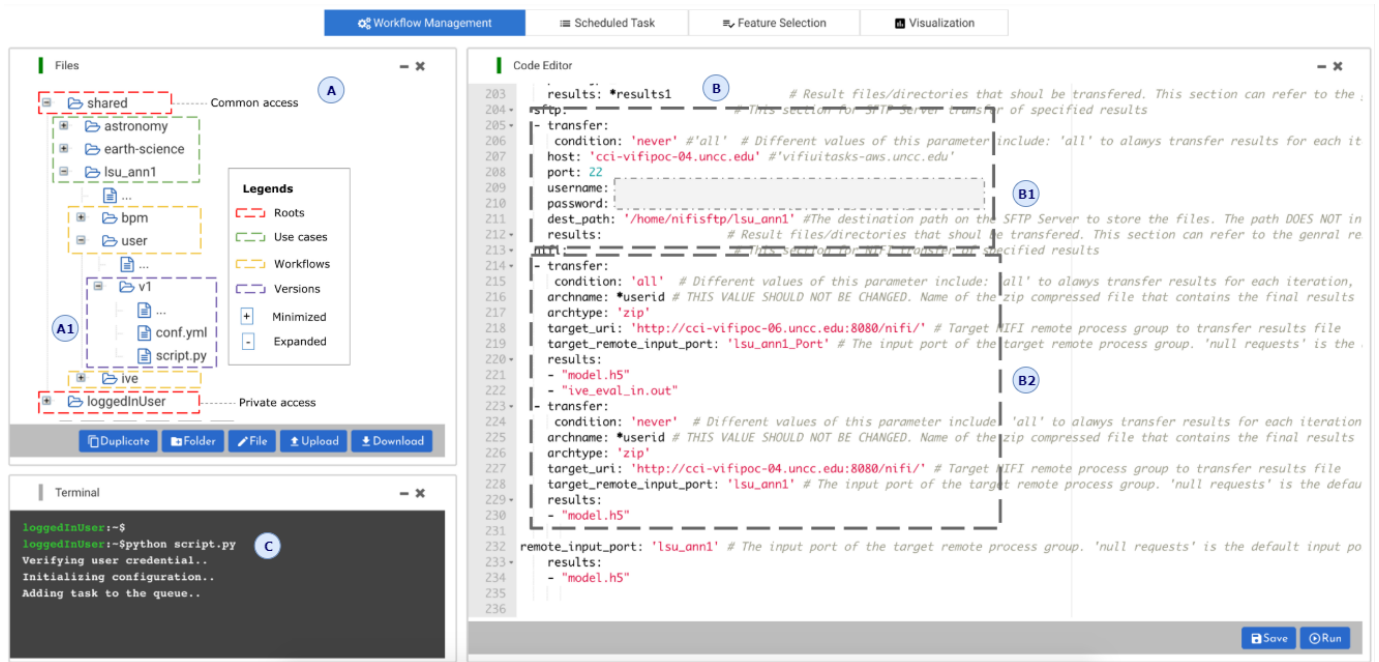 Workflow Management
Scheduled Task
Feature Selection
Visualization
Files
A
shared
Common access
astronomy
earth-science
lsu_ann1
...
bpm
user
...
v1
...
conf.yml
script.py
A1
ive
loggedInUser
Private access
Legends
Roots
Use cases
Workflows
Versions
+ Minimized
- Expanded
Duplicate
Folder
File
Upload
Download
Terminal
loggedInUser:~$
loggedInUser:~$python script.py
C
Verifying user credential..
Initializing configuration..
Adding task to the queue..
Code Editor
B
203 results: *results1 # Result files/directories that shoul be transfered. This section can refer to the
204 sftp: # This section for SFTP Server transfer of specified results
205 - transfer:
206 condition: 'never' #'all' # Different values of this parameter include: 'all' to alawys transfer results for each it
207 host: 'cci-vifipoc-04.uncc.edu' #'vifiuitasks-aws.uncc.edu'
208 port: 22
209 username:
B1
210 password:
211 dest_path: '/home/nifisftp/lsu_ann1' #The destination path on the SFTP Server to store the files. The path DOES NOT in
212 results: # Result files/directories that shoul be transfered. This section can refer to the genral re
213 nifi: # This section for NIFI transfer of specified results
214 - transfer:
215 condition: 'all' # Different values of this parameter include: 'all' to alawys transfer results for each iteration,
216 archname: *userid # THIS VALUE SHOULD NOT BE CHANGED. Name of the zip compressed file that contains the final results
217 archtype: 'zip'
218 target_uri: 'http://cci-vifipoc-06.uncc.edu:8080/nifi/' # Target NIFI remote process group to transfer results file
219 target_remote_input_port: 'lsu_ann1_Port' # The input port of the target remote process group. 'null requests' is the
220 results:
221 - "model.h5"
B2
222 - "ive_eval_in.out"
223 - transfer:
224 condition: 'never' # Different values of this parameter include: 'all' to alawys transfer results for each iteration
225 archname: *userid # THIS VALUE SHOULD NOT BE CHANGED. Name of the zip compressed file that contains the final results
226 archtype: 'zip'
227 target_uri: 'http://cci-vifipoc-04.uncc.edu:8080/nifi/' # Target NIFI remote process group to transfer results file
228 target_remote_input_port: 'lsu_ann1' # The input port of the target remote process group. 'null requests' is the defau
229 results:
230 - "model.h5"
231
232 remote_input_port: 'lsu_ann1' # The input port of the target remote process group. 'null requests' is the default input po
233 results:
234 - "model.h5"
235
236
Save
Run